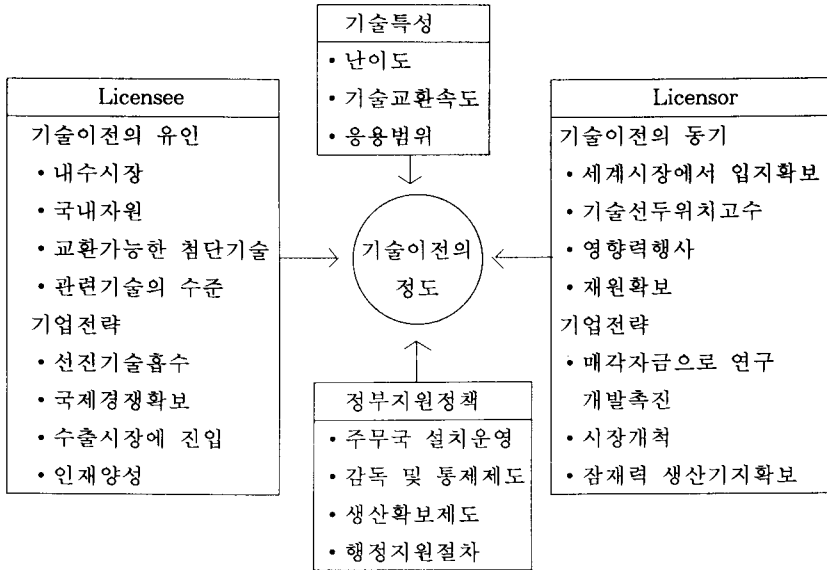 기술특성
• 난이도
• 기술교환속도
• 응용범위
Licensee
기술이전의 유인
• 내수시장
• 국내자원
• 교환가능한 첨단기술
• 관련기술의 수준
기업전략
• 선진기술흡수
• 국제경쟁확보
• 수출시장에 진입
• 인재양성
기술이전의
정도
Licensor
기술이전의 동기
• 세계시장에서 입지확보
• 기술선두위치고수
• 영향력행사
• 재원확보
기업전략
• 매각자금으로 연구
개발촉진
• 시장개척
• 잠재력 생산기지확보
정부지원정책
• 주무국 설치운영
• 감독 및 통제제도
• 생산확보제도
• 행정지원절차